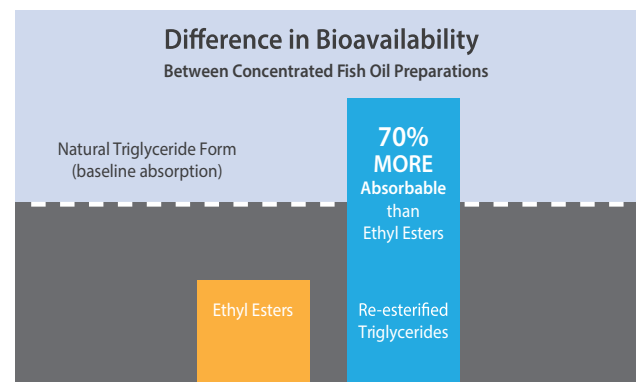 Difference in Bioavailability
Between Concentrated Fish Oil Preparations
Natural Triglyceride Form
(baseline absorption)
70%
MORE
Absorbable
than
Ethyl Esters
Ethyl Esters
Re-esterified
Triglycerides